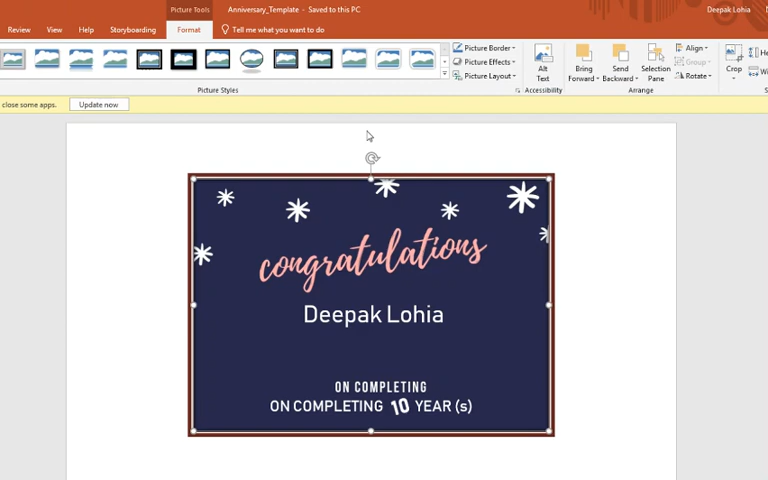 Picture Tools
Anniversary_Template - Saved to this PC
Deepak Lohia
Review View Help Storyboarding Format Tell me what you want to do
Picture Border
Picture Effects
Picture Layout
Alt Text
Bring Forward
Send Backward
Selection Pane
Align
Group
Rotate
Crop
Picture Styles
Accessibility
Arrange
close some apps. Update now
congratulations
Deepak Lohia
ON COMPLETING
ON COMPLETING 10 YEAR (s)